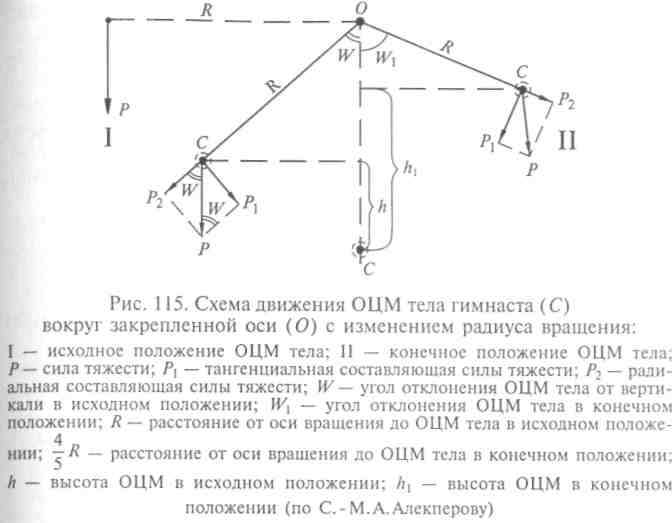 R
O
W
W₁
R
R
P
I
C
P₂
P₁
P
II
C
W
P₂
W
P₁
P
h₁
h
C
Рис. 115. Схема движения ОЦМ тела гимнаста (С)
вокруг закрепленной оси (О) с изменением радиуса вращения:
I — исходное положение ОЦМ тела; II — конечное положение ОЦМ тела;
P — сила тяжести; P₁ — тангенциальная составляющая силы тяжести; P₂ — ради-
альная составляющая силы тяжести; W — угол отклонения ОЦМ тела от верти-
кали в исходном положении; W₁ — угол отклонения ОЦМ тела в конечном
положении; R — расстояние от оси вращения до ОЦМ тела в исходном положе-
нии; 4/5 R — расстояние от оси вращения до ОЦМ тела в конечном положении;
h — высота ОЦМ в исходном положении; h₁ — высота ОЦМ в конечном
положении (по С.-М.А.Алекперову)